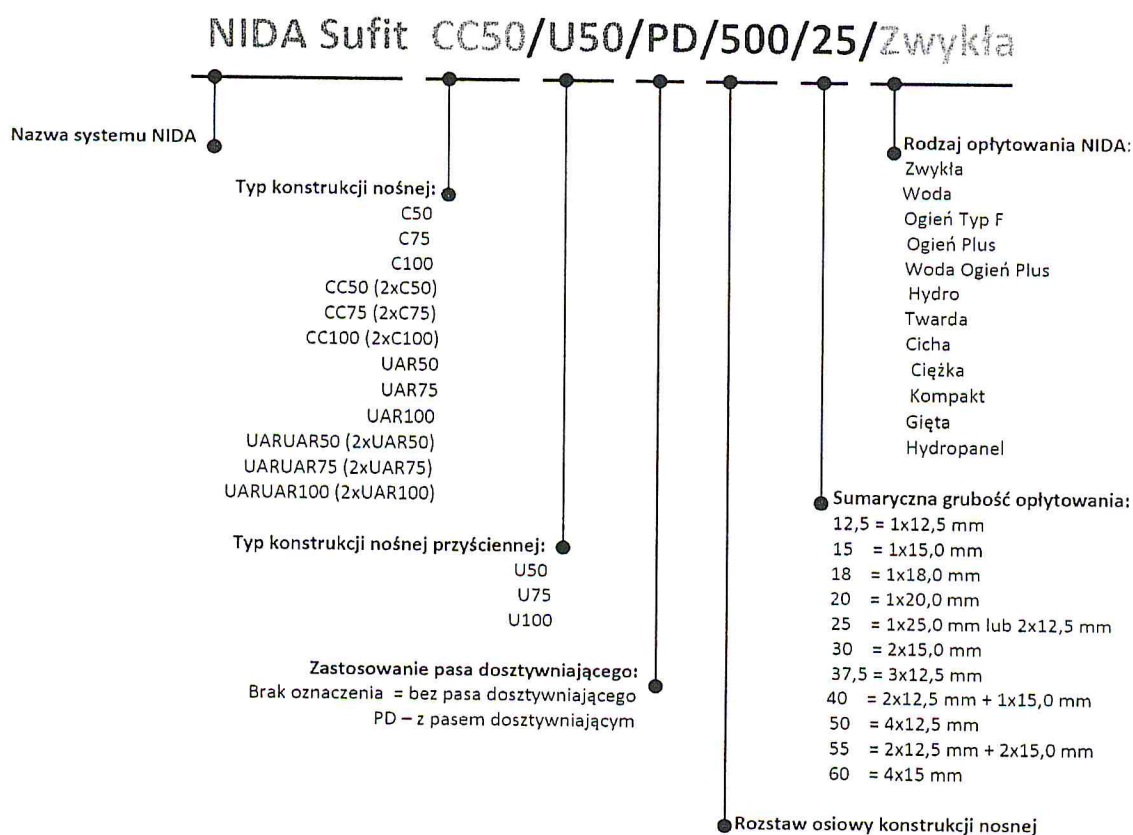 NIDA Sufit CC50/U50/PD/500/25/Zwykła
Nazwa systemu NIDA
Typ konstrukcji nośnej:
C50
C75
C100
CC50 (2xC50)
CC75 (2xC75)
CC100 (2xC100)
UAR50
UAR75
UAR100
UARUAR50 (2xUAR50)
UARUAR75 (2xUAR75)
UARUAR100 (2xUAR100)
Typ konstrukcji nośnej przyściennej:
U50
U75
U100
Zastosowanie pasa dosztywniającego:
Brak oznaczenia = bez pasa dosztywniającego
PD – z pasem dosztywniającym
Rodzaj opłytowania NIDA:
Zwykła
Woda
Ogień Typ F
Ogień Plus
Woda Ogień Plus
Hydro
Twarda
Cicha
Ciężka
Kompakt
Gięta
Hydropanel
Sumaryczna grubość opłytowania:
12,5 = 1x12,5 mm
15 = 1x15,0 mm
18 = 1x18,0 mm
20 = 1x20,0 mm
25 = 1x25,0 mm lub 2x12,5 mm
30 = 2x15,0 mm
37,5 = 3x12,5 mm
40 = 2x12,5 mm + 1x15,0 mm
50 = 4x12,5 mm
55 = 2x12,5 mm + 2x15,0 mm
60 = 4x15 mm
Rozstaw osiowy konstrukcji nosnej